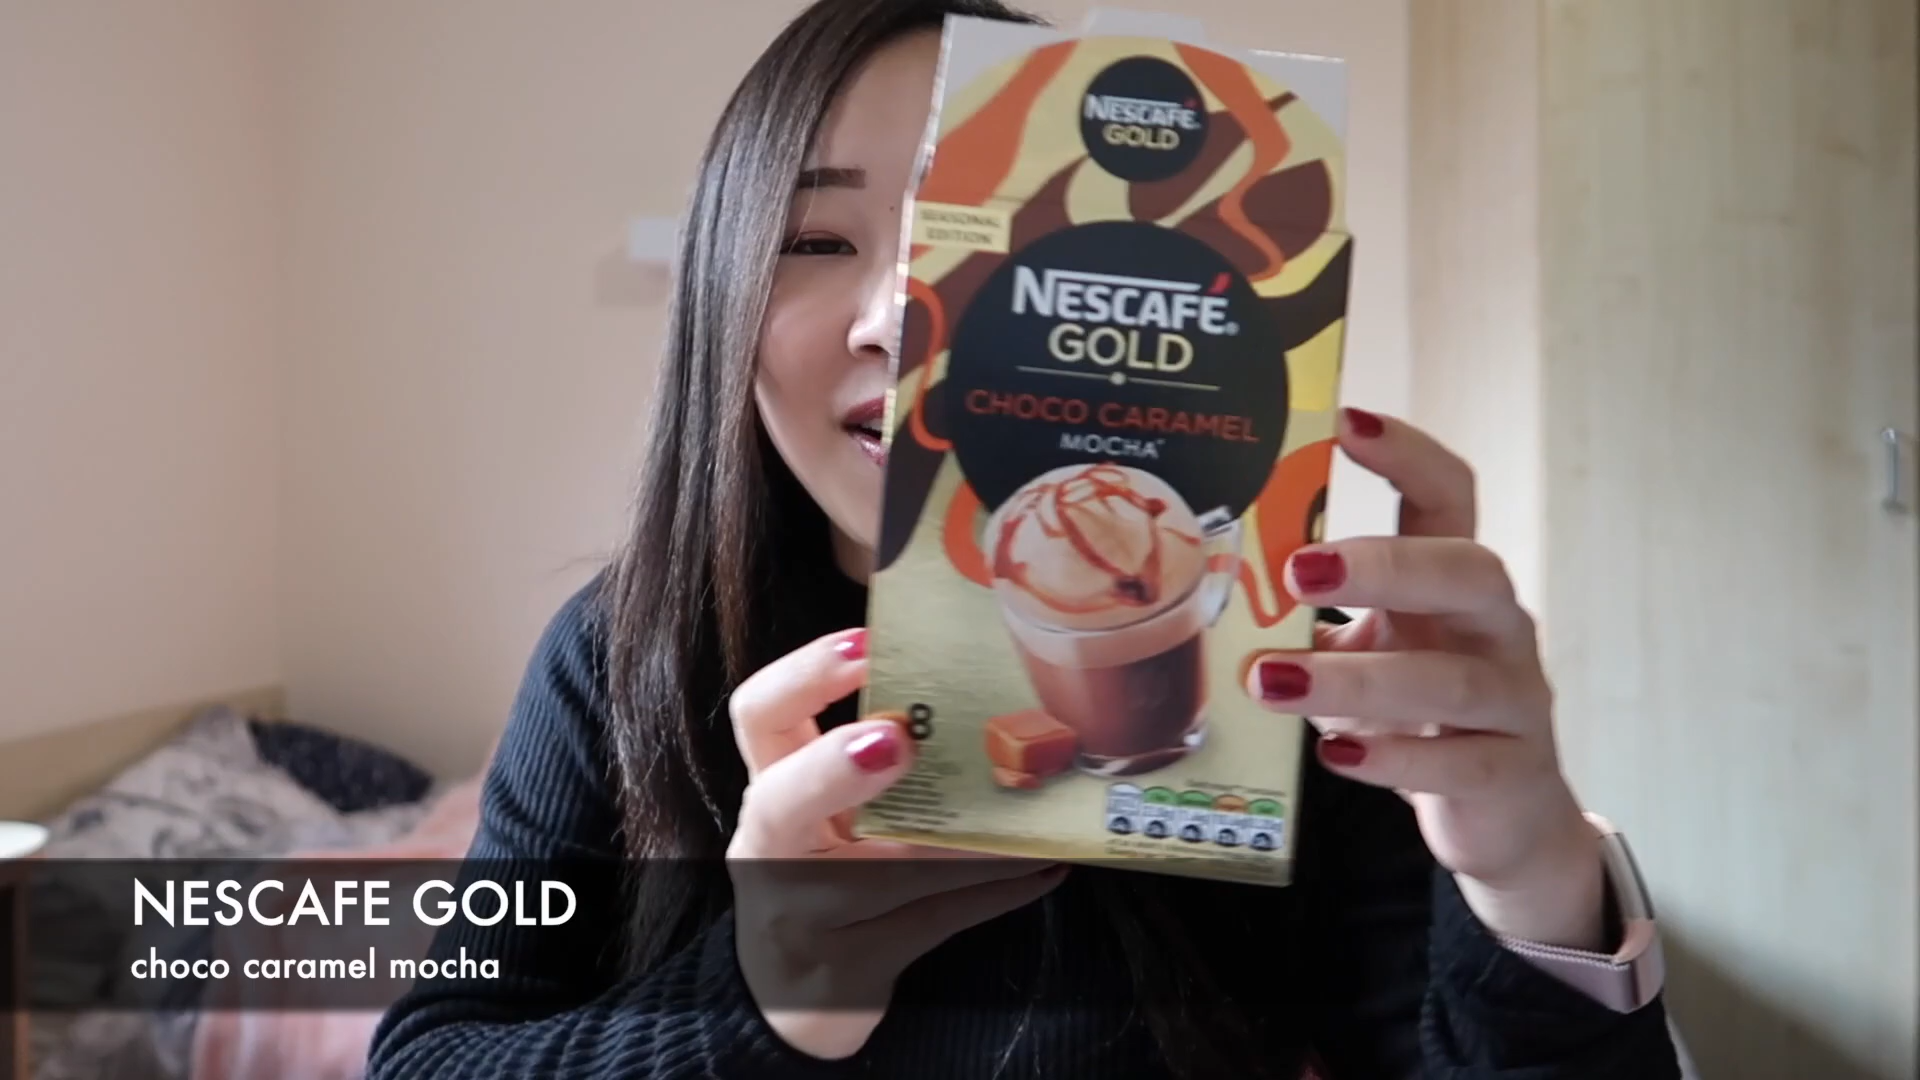 NESCAFÉ
GOLD
SEASONAL
EDITION
NESCAFÉ®
GOLD
CHOCO CARAMEL
MOCHA
8
NESCAFE GOLD
choco caramel mocha